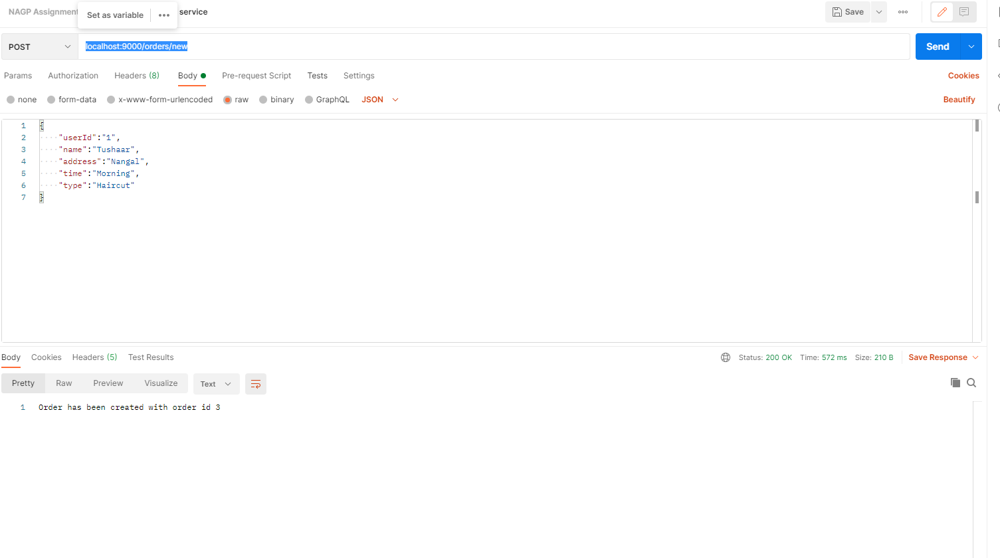 NAGP Assignment service
Set as variable
Save
POST
localhost:9000/orders/new
Send
Params Authorization Headers (8) Body Pre-request Script Tests Settings Cookies
none form-data x-www-form-urlencoded raw binary GraphQL JSON Beautify
1 {
2 "userId":"1",
3 "name":"Tushaar",
4 "address":"Nangal",
5 "time":"Morning",
6 "type":"Haircut"
7 }
Body Cookies Headers (5) Test Results Status: 200 OK Time: 572 ms Size: 210 B Save Response
Pretty Raw Preview Visualize Text
1 Order has been created with order id 3